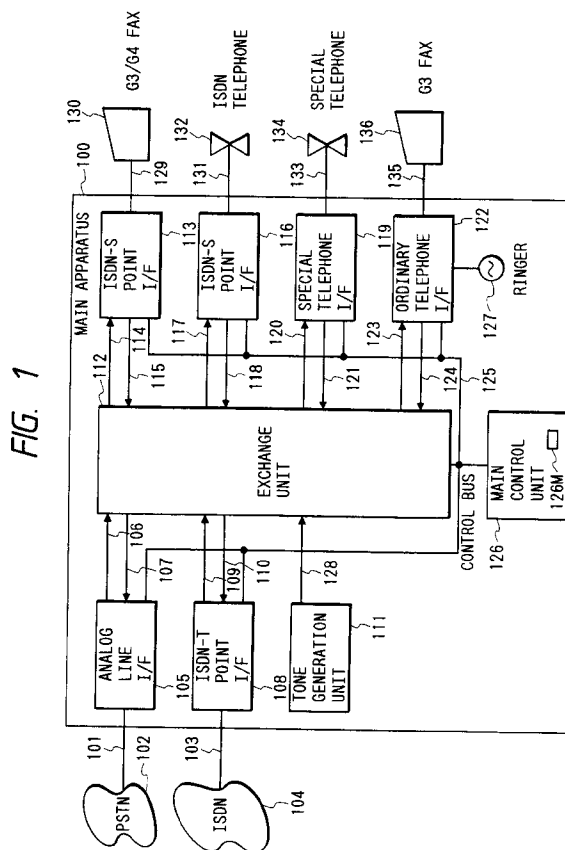 FIG. 1
MAIN APPARATUS
100
PSTN
101
102
ISDN
103
104
ANALOG
LINE
I/F
105
106
107
ISDN-T
POINT
I/F
108
109
110
TONE
GENERATION
UNIT
111
128
EXCHANGE
UNIT
112
ISDN-S
POINT
I/F
113
114
115
ISDN-S
POINT
I/F
116
117
118
SPECIAL
TELEPHONE
I/F
119
120
121
ORDINARY
TELEPHONE
I/F
122
123
124
125
CONTROL BUS
MAIN
CONTROL
UNIT
126
126M
127
RINGER
129
130
G3/G4 FAX
131
132
ISDN
TELEPHONE
133
134
SPECIAL
TELEPHONE
135
136
G3 FAX